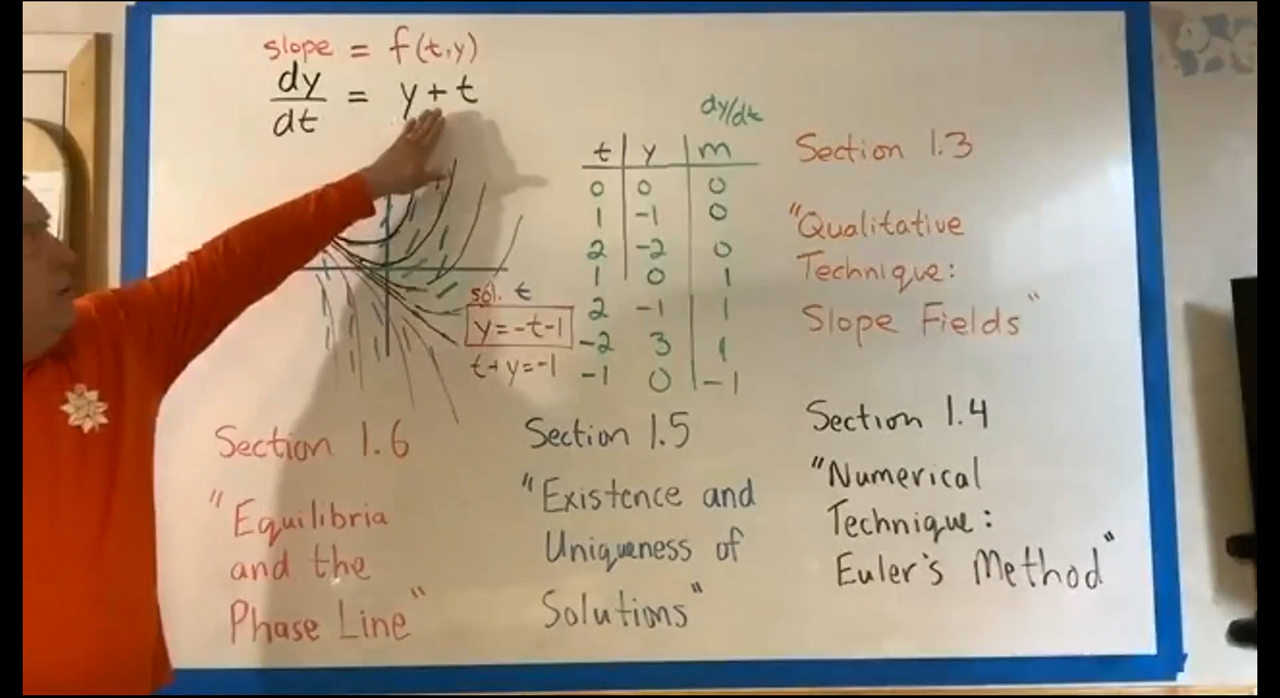 slope = f(t,y)
dy/dt = y+t
dy/dt
t | y | m
0 | 0 | 0
1 | -1 | 0
2 | -2 | 0
1 | 0 | 1
2 | -1 | 1
-2 | 3 | 1
-1 | 0 | -1
sol. t
y=-t-1
t+y=-1
Section 1.3
"Qualitative
Technique:
Slope Fields"
Section 1.6
"Equilibria
and the
Phase Line"
Section 1.5
"Existence and
Uniqueness of
Solutions"
Section 1.4
"Numerical
Technique:
Euler's Method"